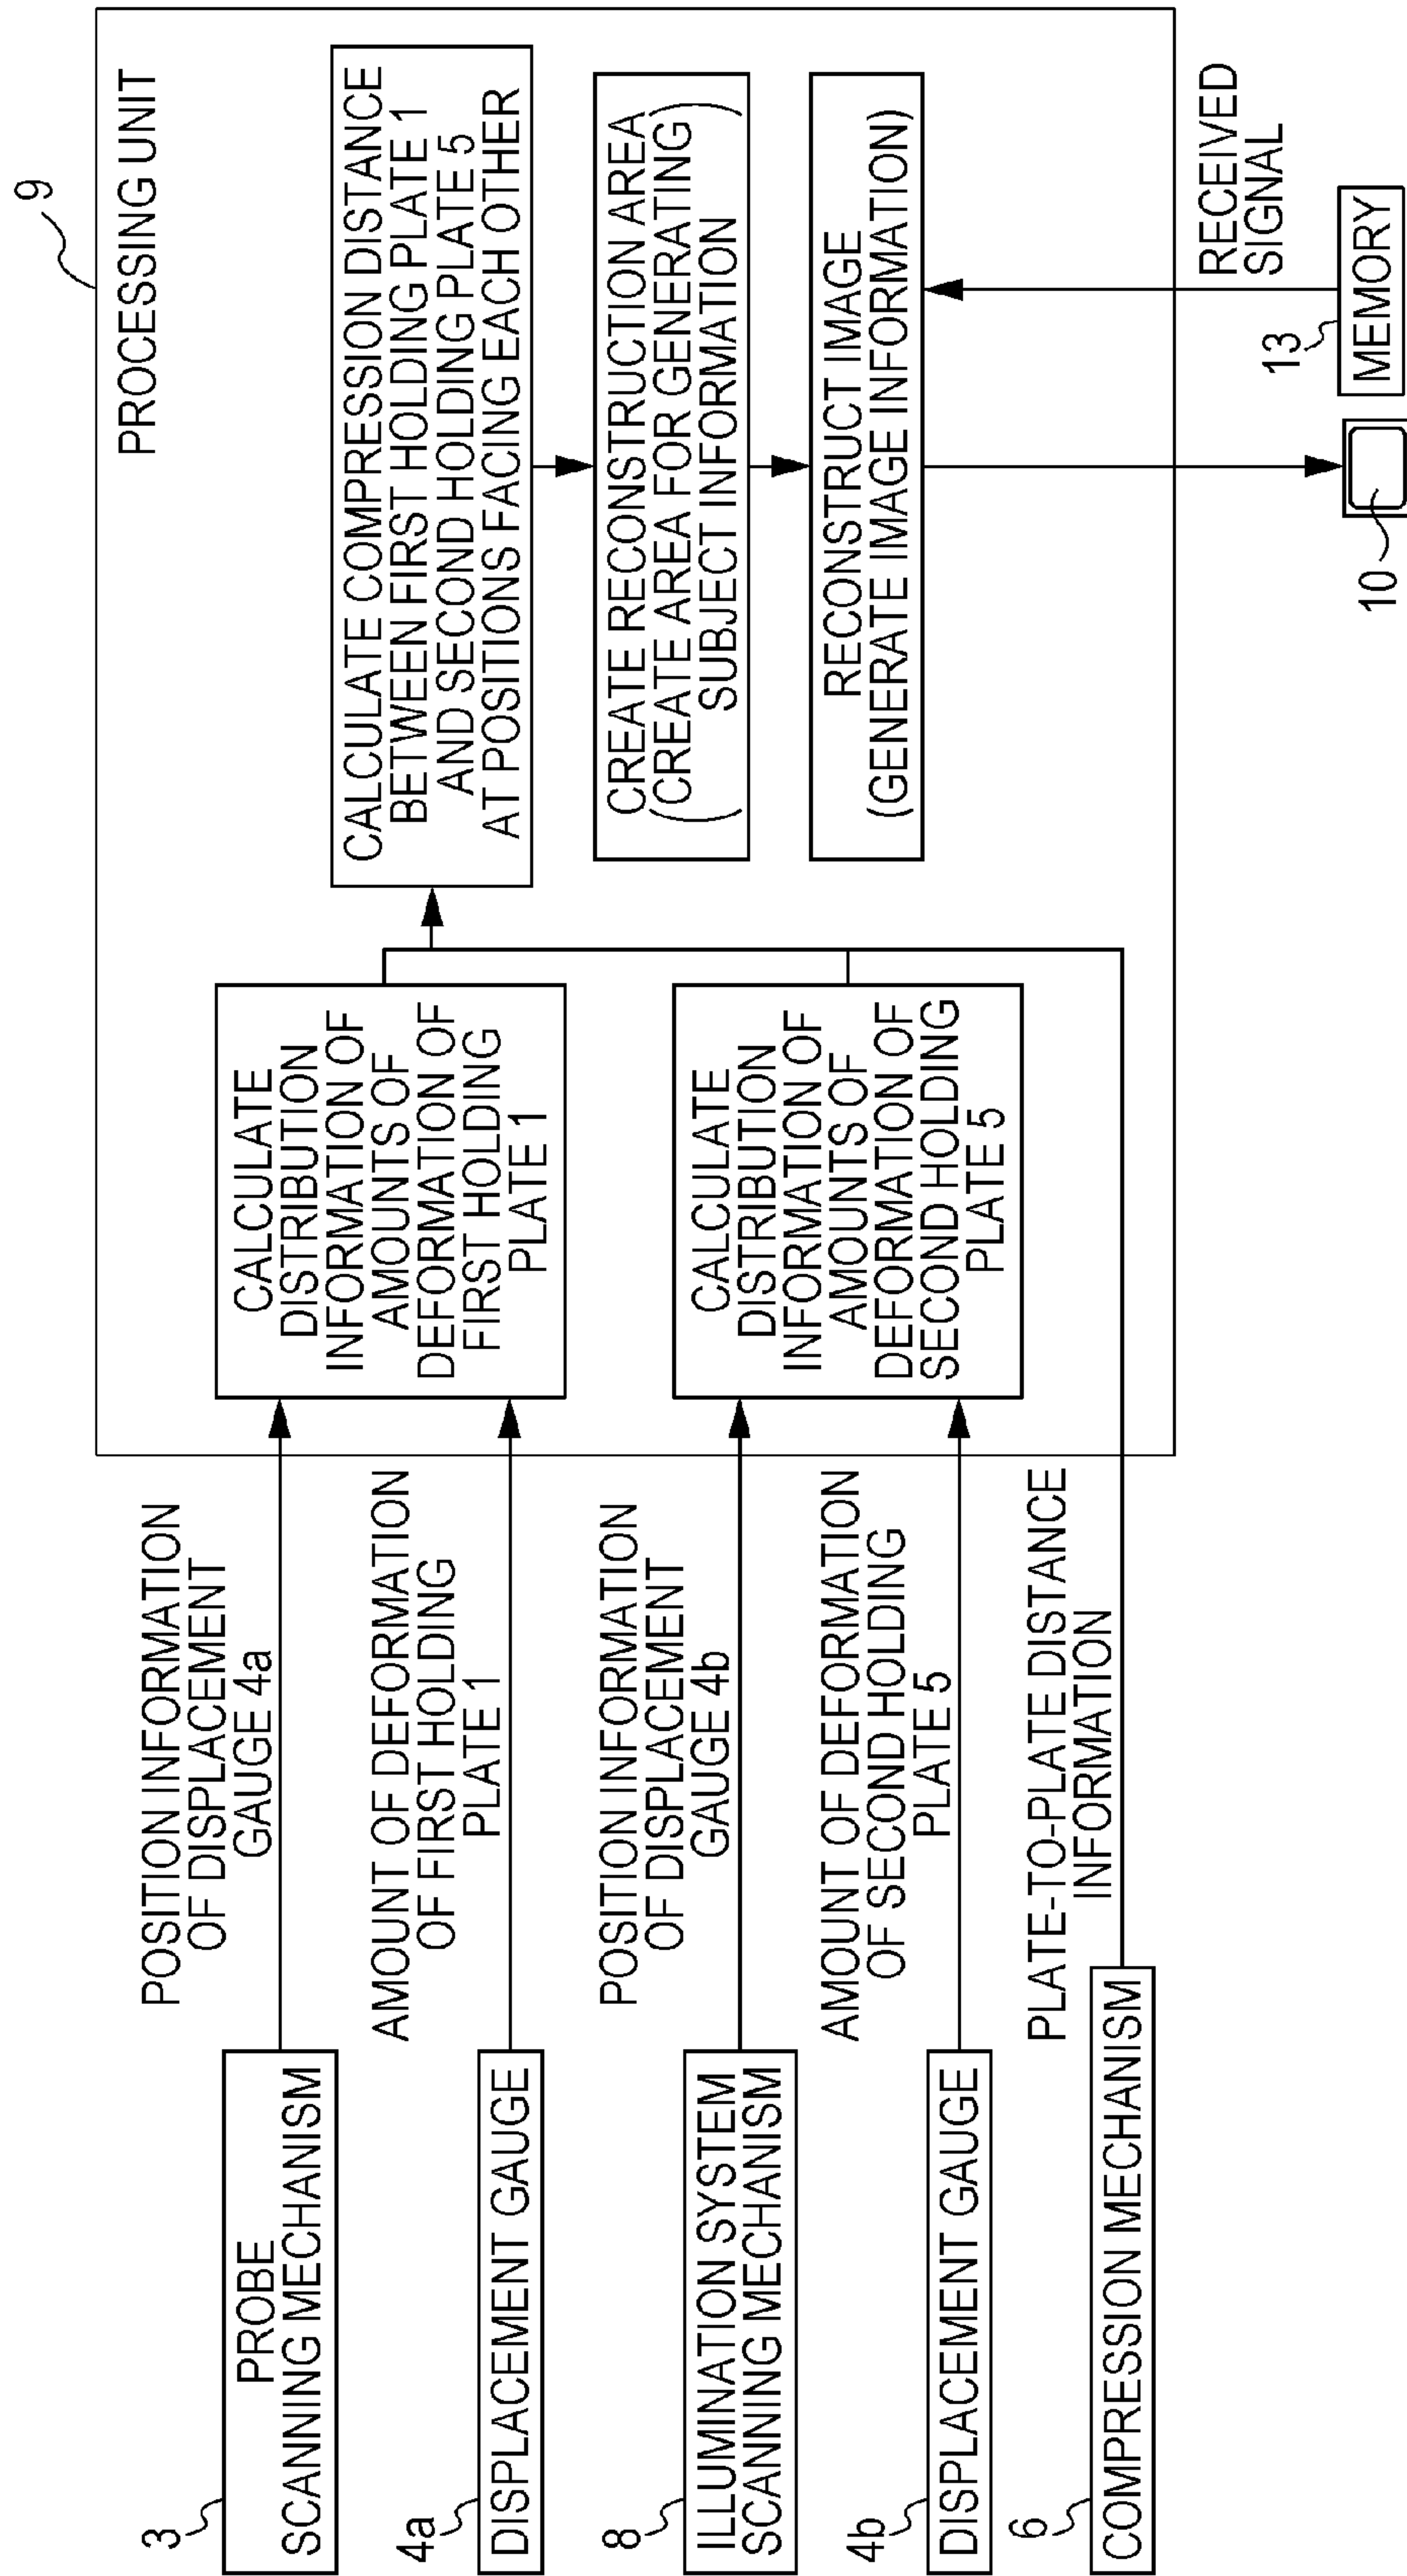 9
PROCESSING UNIT
3
PROBE
SCANNING MECHANISM
POSITION INFORMATION
OF DISPLACEMENT
GAUGE 4a
4a
DISPLACEMENT GAUGE
AMOUNT OF DEFORMATION
OF FIRST HOLDING
PLATE 1
CALCULATE
DISTRIBUTION
INFORMATION OF
AMOUNTS OF
DEFORMATION OF
FIRST HOLDING
PLATE 1
8
ILLUMINATION SYSTEM
SCANNING MECHANISM
POSITION INFORMATION
OF DISPLACEMENT
GAUGE 4b
4b
DISPLACEMENT GAUGE
AMOUNT OF DEFORMATION
OF SECOND HOLDING
PLATE 5
CALCULATE
DISTRIBUTION
INFORMATION OF
AMOUNTS OF
DEFORMATION OF
SECOND HOLDING
PLATE 5
6
COMPRESSION MECHANISM
PLATE-TO-PLATE DISTANCE
INFORMATION
CALCULATE COMPRESSION DISTANCE
BETWEEN FIRST HOLDING PLATE 1
AND SECOND HOLDING PLATE 5
AT POSITIONS FACING EACH OTHER
CREATE RECONSTRUCTION AREA
(CREATE AREA FOR GENERATING
SUBJECT INFORMATION)
RECONSTRUCT IMAGE
(GENERATE IMAGE INFORMATION)
RECEIVED
SIGNAL
10
13
MEMORY